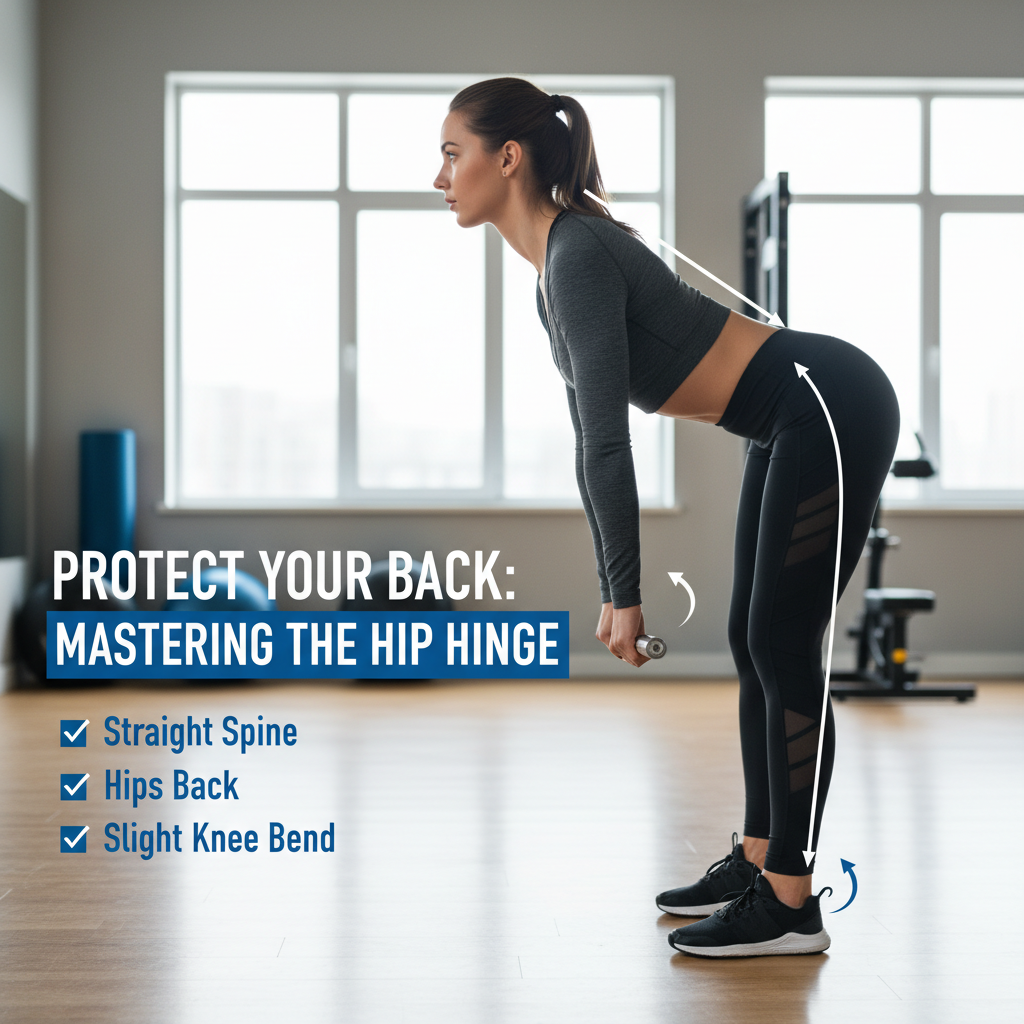 PROTECT YOUR BACK:
MASTERING THE HIP HINGE
Straight Spine
Hips Back
Slight Knee Bend